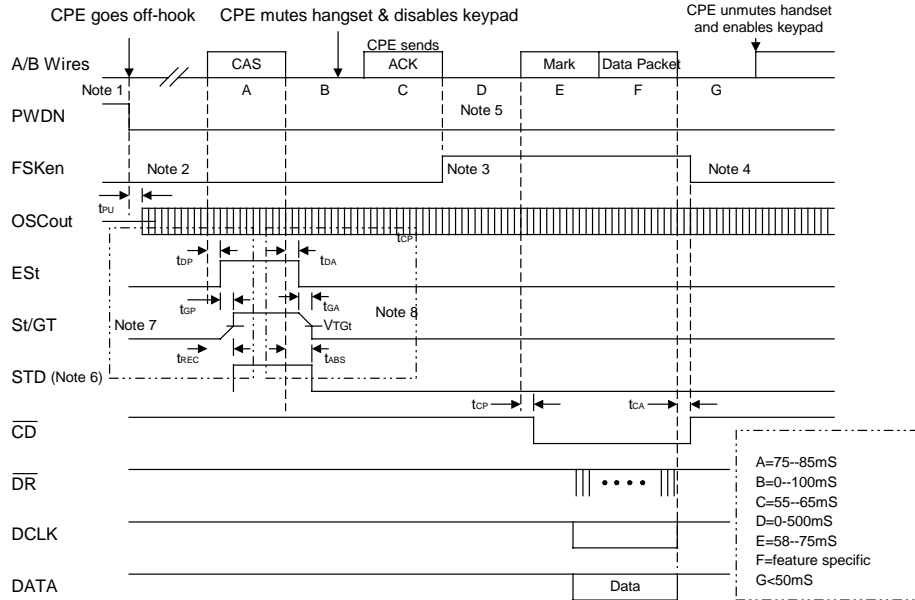 CPE goes off-hook
CPE mutes hangset & disables keypad
CPE unmutes handset
and enables keypad
CPE sends
A/B Wires
CAS
ACK
Mark
Data Packet
Note 1
A
B
C
D
E
F
G
PWDN
Note 5
FSKen
Note 2
Note 3
Note 4
tPU
OSCout
tCP
tDP
tDA
ESt
tGP
tGA
St/GT
Note 7
VTGt
Note 8
tREC
tABS
STD (Note 6)
tCP
tCA
CD
DR
DCLK
DATA
Data
A=75--85mS
B=0--100mS
C=55--65mS
D=0-500mS
E=58--75mS
F=feature specific
G<50mS